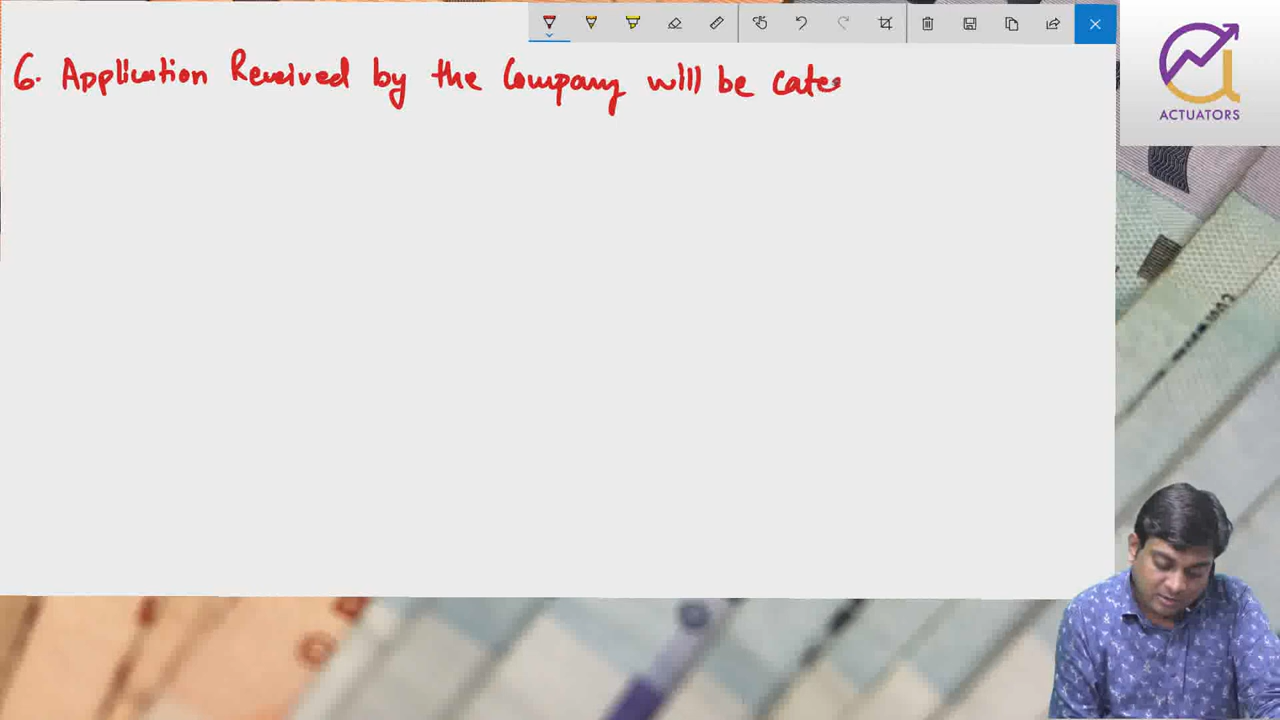 6. Application Received by the Company will be cate
ACTUATORS